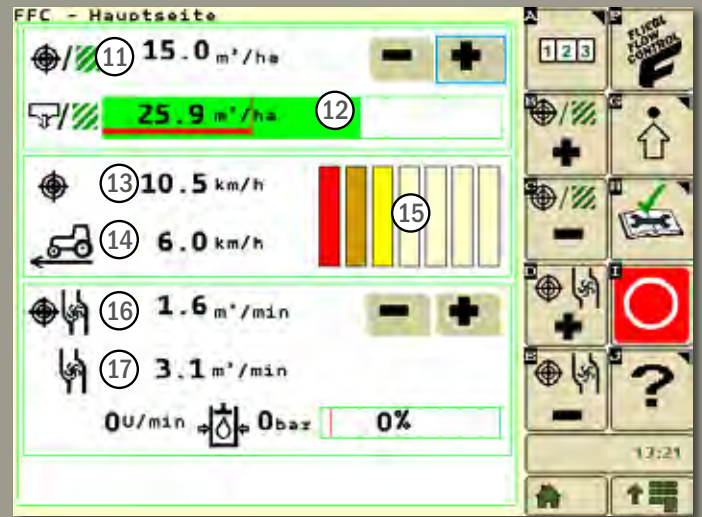 FFC - Hauptseite
11 15.0 m³/ha - +
25.9 m³/ha 12
13 10.5 km/h
14 6.0 km/h
15
16 1.6 m³/min - +
17 3.1 m³/min
0U/min 0bar 0%
A
123
F
FLIEGL
FLOW
CONTROL
B
+
G
C
-
H
D
+
I
E
-
J
?
13:21